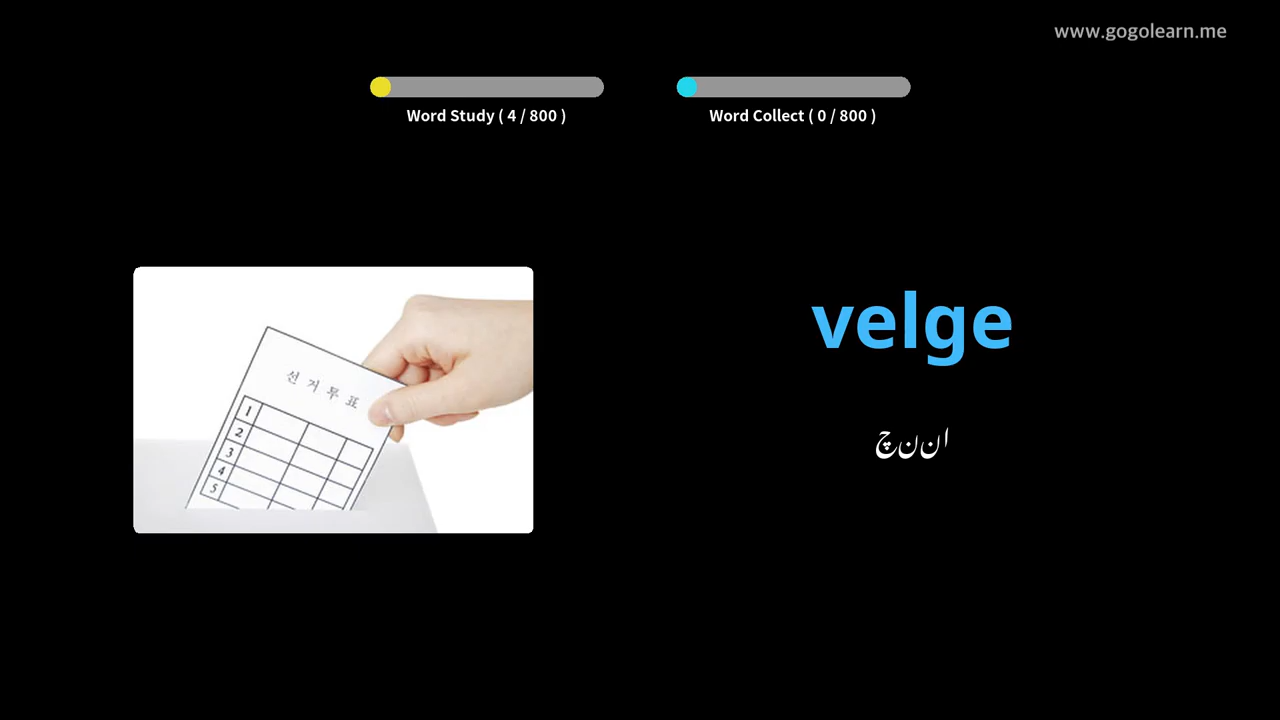 www.gogolearn.me
Word Study ( 4 / 800 )
Word Collect ( 0 / 800 )
velge
ان‌ن‌چ
선거투표
1
2
3
4
5